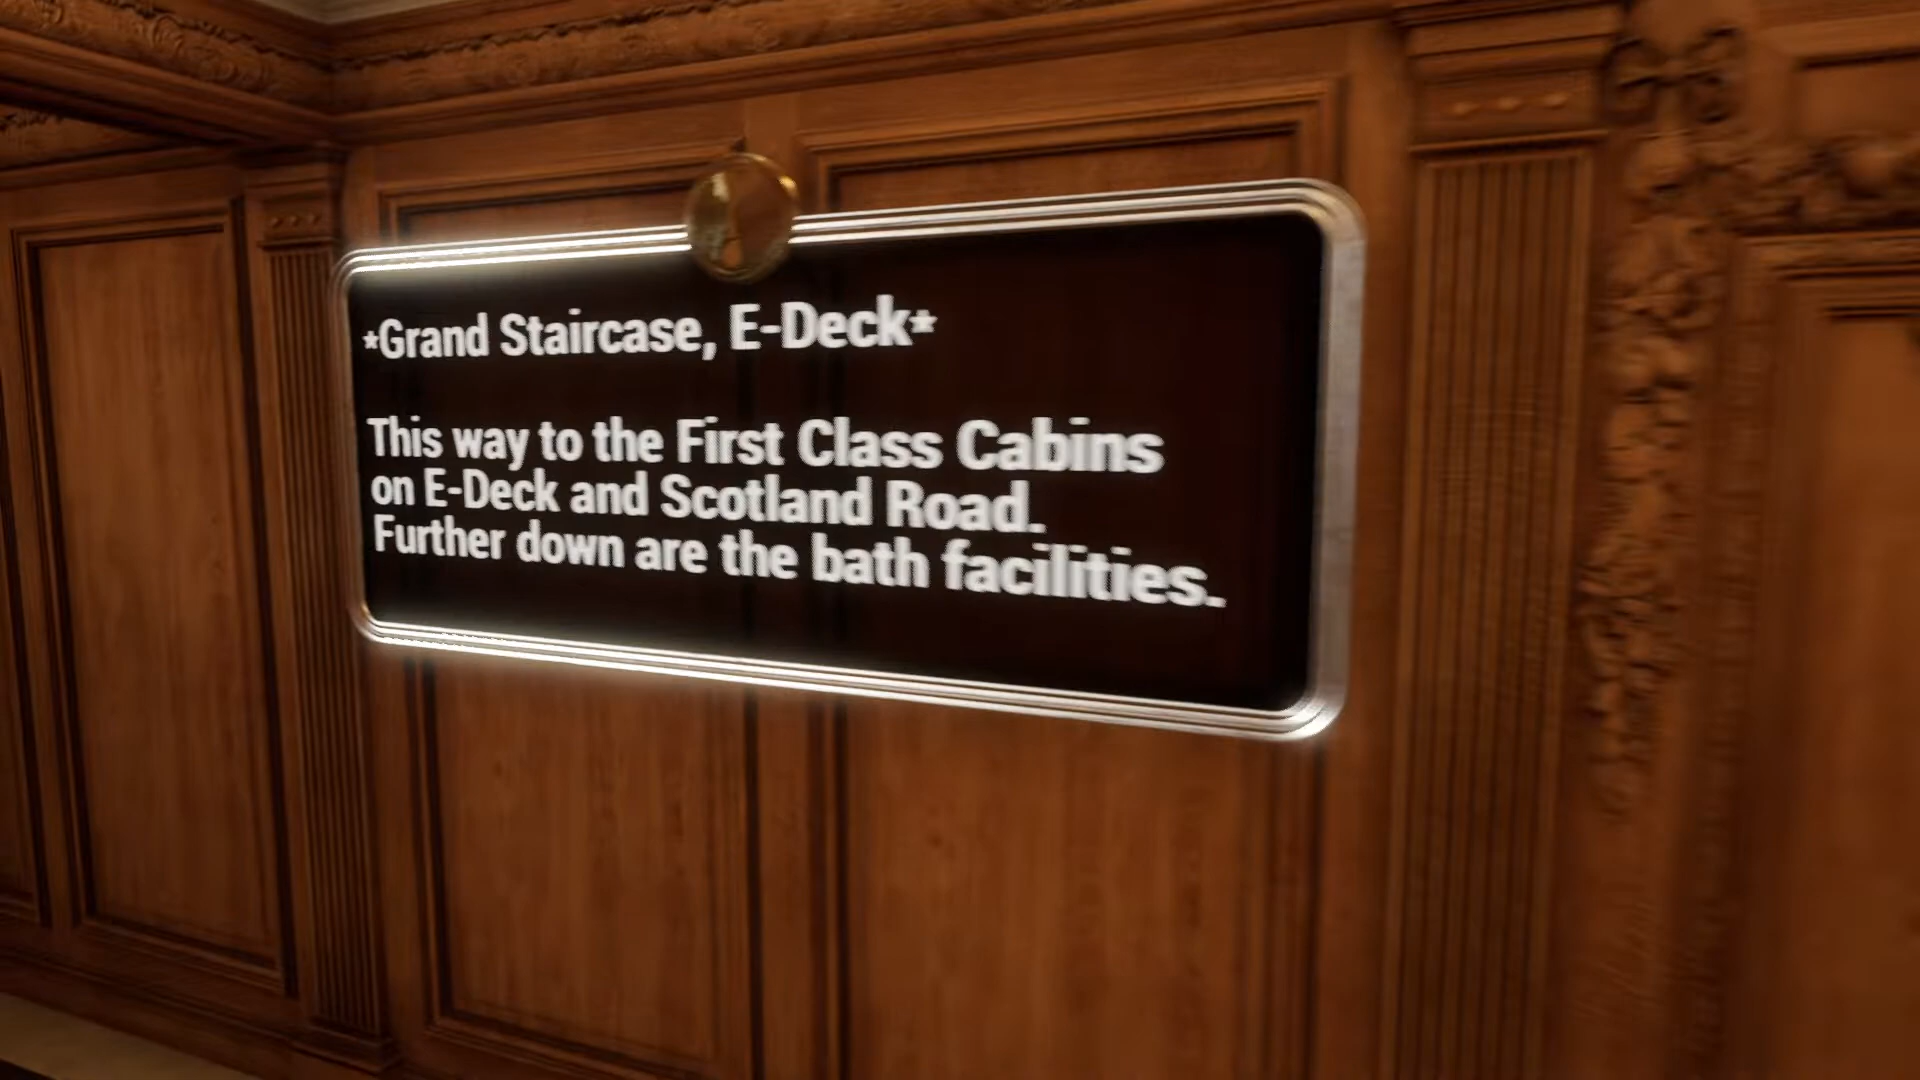 *Grand Staircase, E-Deck*
This way to the First Class Cabins
on E-Deck and Scotland Road.
Further down are the bath facilities.